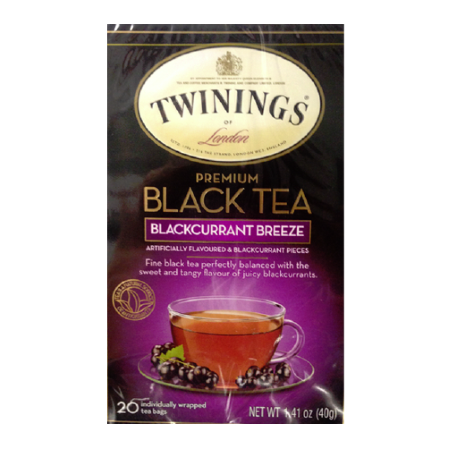 TWININGS
OF
London
PREMIUM
BLACK TEA
BLACKCURRANT BREEZE
ARTIFICIALLY FLAVOURED & BLACKCURRANT PIECES
Fine black tea perfectly balanced with the
sweet and tangy flavour of juicy blackcurrants.
20 individually wrapped
tea bags
NET WT 1.41 oz (40g)